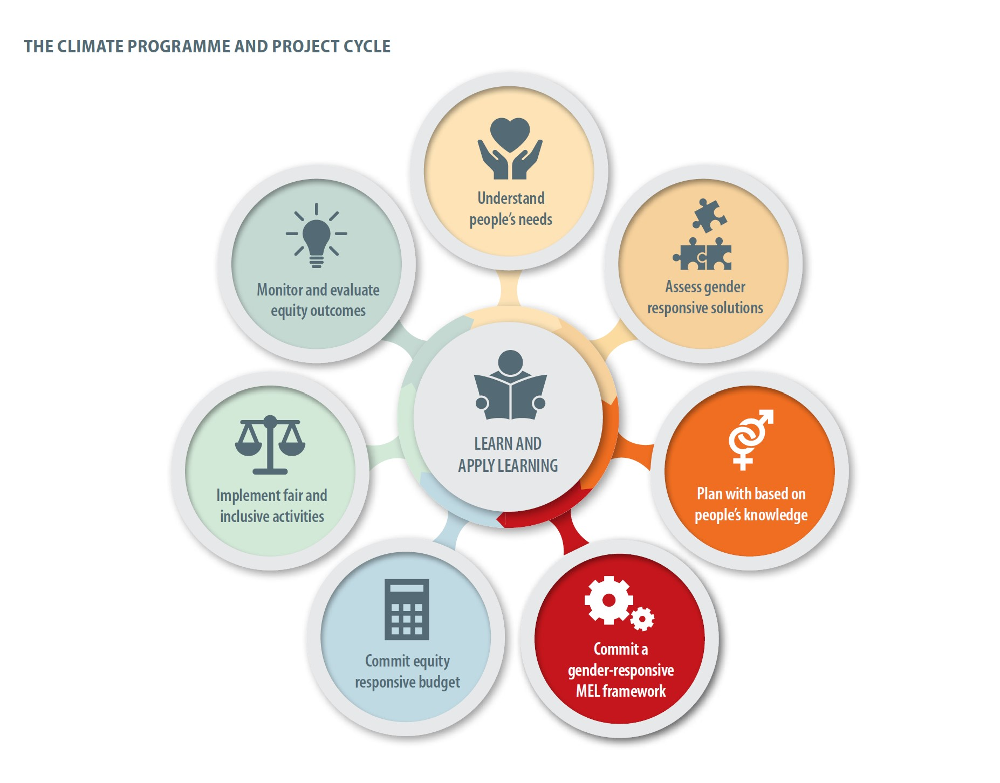 THE CLIMATE PROGRAMME AND PROJECT CYCLE
Understand
people’s needs
Assess gender
responsive solutions
Plan with based on
people’s knowledge
Commit a
gender-responsive
MEL framework
Commit equity
responsive budget
Implement fair and
inclusive activities
Monitor and evaluate
equity outcomes
LEARN AND
APPLY LEARNING